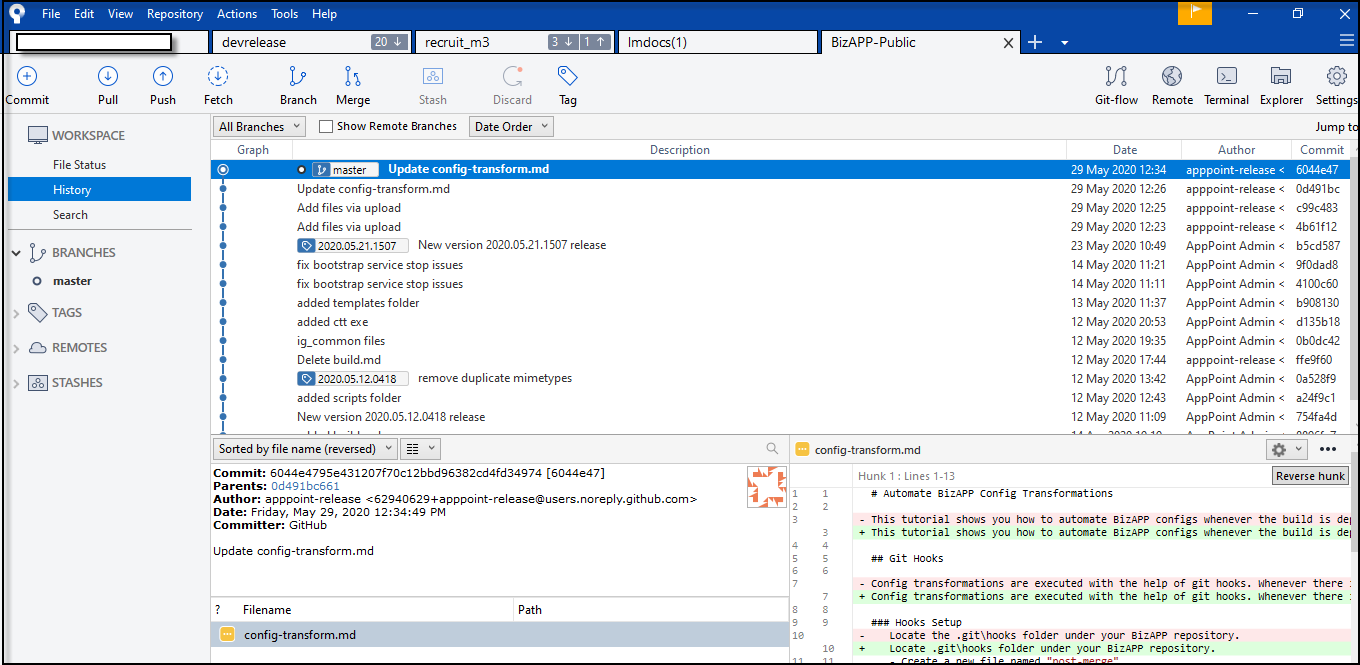 File Edit View Repository Actions Tools Help
devrelease 20 ↓ recruit_m3 3 ↓ 1 ↑ lmdocs(1) BizAPP-Public
Commit Pull Push Fetch Branch Merge Stash Discard Tag Git-flow Remote Terminal Explorer Settings
WORKSPACE
File Status
History
Search
BRANCHES
master
TAGS
REMOTES
STASHES
All Branches Show Remote Branches Date Order Jump to
Graph Description Date Author Commit
master Update config-transform.md 29 May 2020 12:34 apppoint-release < 6044e47
Update config-transform.md 29 May 2020 12:26 apppoint-release < 0d491bc
Add files via upload 29 May 2020 12:25 apppoint-release < c99c483
Add files via upload 29 May 2020 12:23 apppoint-release < 4b61f12
2020.05.21.1507 New version 2020.05.21.1507 release 23 May 2020 10:49 AppPoint Admin < b5cd587
fix bootstrap service stop issues 14 May 2020 11:21 AppPoint Admin < 9f0dad8
fix bootstrap service stop issues 14 May 2020 11:11 AppPoint Admin < 4100c60
added templates folder 13 May 2020 11:37 AppPoint Admin < b908130
added ctt exe 12 May 2020 20:53 AppPoint Admin < d135b18
ig_common files 12 May 2020 19:35 AppPoint Admin < 0b0dc42
Delete build.md 12 May 2020 17:44 apppoint-release < ffe9f60
2020.05.12.0418 remove duplicate mimetypes 12 May 2020 13:42 AppPoint Admin < 0a528f9
added scripts folder 12 May 2020 12:43 AppPoint Admin < a24f9c1
New version 2020.05.12.0418 release 12 May 2020 11:09 AppPoint Admin < 754fa4d
Sorted by file name (reversed)
Commit: 6044e4795e431207f70c12bbd96382cd4fd34974 [6044e47]
Parents: 0d491bc661
Author: apppoint-release <62940629+apppoint-release@users.noreply.github.com>
Date: Friday, May 29, 2020 12:34:49 PM
Committer: GitHub
Update config-transform.md
? Filename Path
config-transform.md
config-transform.md
Hunk 1 : Lines 1-13 Reverse hunk
1 1 # Automate BizAPP Config Transformations
2 2
3 - This tutorial shows you how to automate BizAPP configs whenever the build is dep
3 + This tutorial shows you how to automate BizAPP configs whenever the build is dep
4 4
5 5 ## Git Hooks
6 6
7 - Config transformations are executed with the help of git hooks. Whenever there
7 + Config transformations are executed with the help of git hooks. Whenever there
8 8
9 9 ### Hooks Setup
10 - Locate the .git\hooks folder under your BizAPP repository.
10 + Locate the .git\hooks folder under your BizAPP repository.
11 11 - Create a new file named "post-merge"